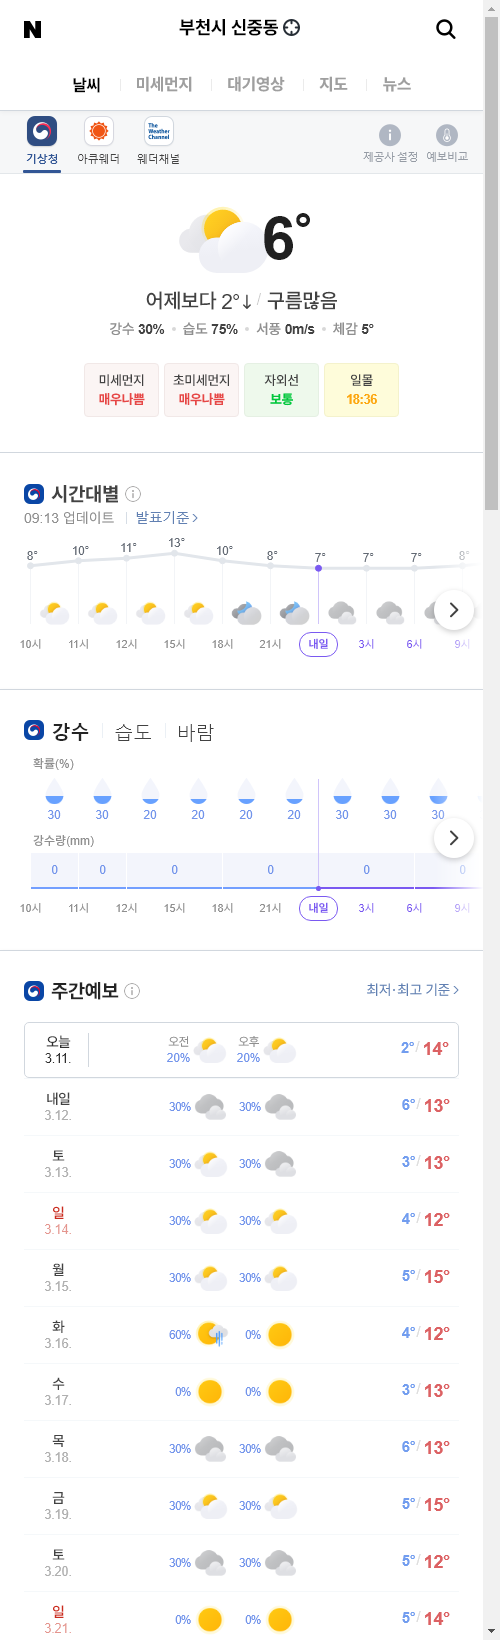 N
부천시 신중동
날씨 미세먼지 대기영상 지도 뉴스
The Weather Channel
기상청 아큐웨더 웨더채널 제공사 설정 예보비교
6°
어제보다 2°↓ / 구름많음
강수 30% • 습도 75% • 서풍 0m/s • 체감 5°
미세먼지 초미세먼지 자외선 일몰
매우나쁨 매우나쁨 보통 18:36
시간대별
09:13 업데이트 발표기준 >
8° 10° 11° 13° 10° 8° 7° 7° 7° 8°
10시 11시 12시 15시 18시 21시 내일 3시 6시 9시
강수 습도 바람
확률(%)
30 30 20 20 20 20 30 30 30
강수량(mm)
0 0 0 0 0 0
10시 11시 12시 15시 18시 21시 내일 3시 6시 9시
주간예보 최저·최고 기준 >
오늘 오전 오후
3.11. 20% 20% 2° / 14°
내일
3.12. 30% 30% 6° / 13°
토
3.13. 30% 30% 3° / 13°
일
3.14. 30% 30% 4° / 12°
월
3.15. 30% 30% 5° / 15°
화
3.16. 60% 0% 4° / 12°
수
3.17. 0% 0% 3° / 13°
목
3.18. 30% 30% 6° / 13°
금
3.19. 30% 30% 5° / 15°
토
3.20. 30% 30% 5° / 12°
일
3.21. 0% 0% 5° / 14°